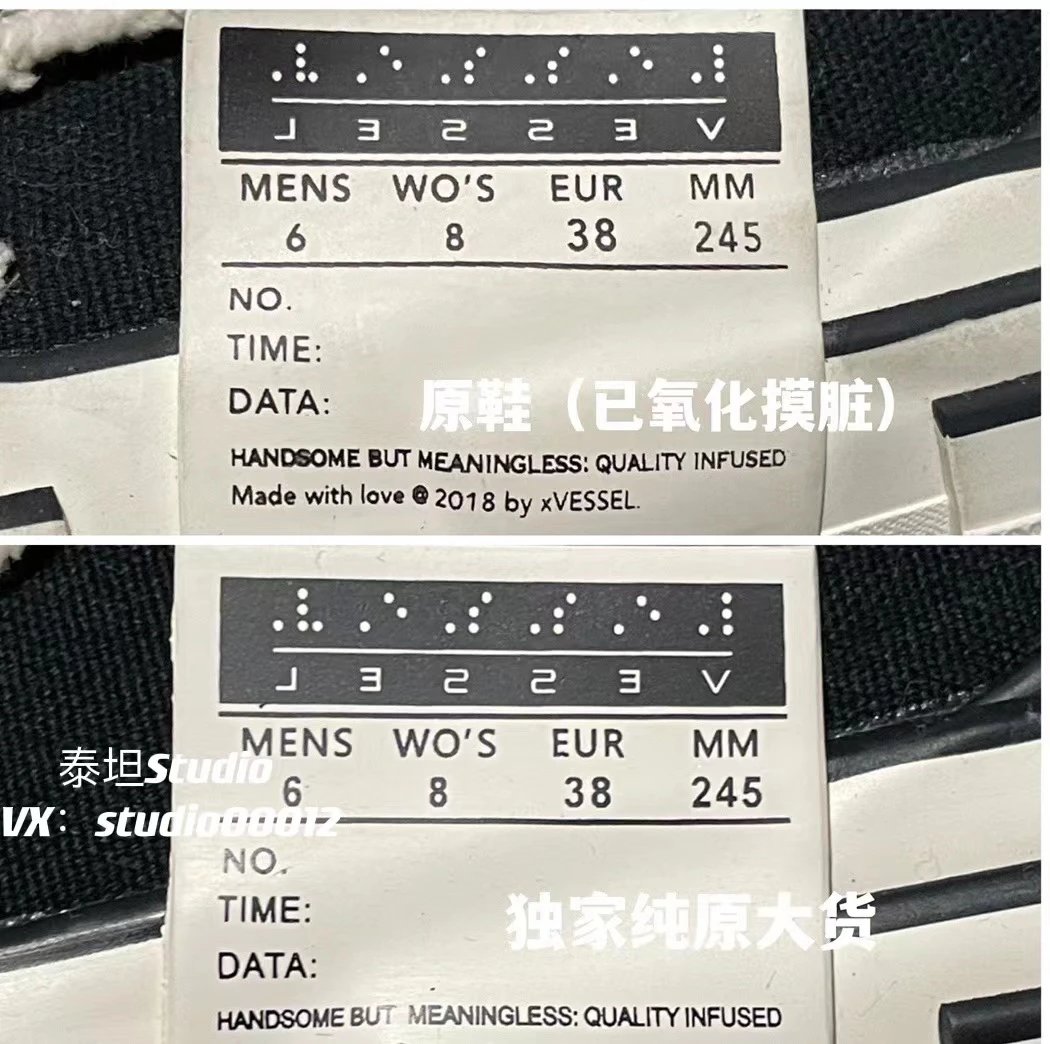 ⠧⠑⠎⠎⠑⠇
VESSEL
MENS WO'S EUR MM
6 8 38 245
NO.
TIME:
DATA:
原鞋（已氧化摸脏）
HANDSOME BUT MEANINGLESS: QUALITY INFUSED
Made with love @ 2018 by xVESSEL.
⠧⠑⠎⠎⠑⠇
VESSEL
MENS WO'S EUR MM
6 8 38 245
泰坦Studio
VX：studio00012
NO.
TIME:
独家纯原大货
DATA:
HANDSOME BUT MEANINGLESS: QUALITY INFUSED